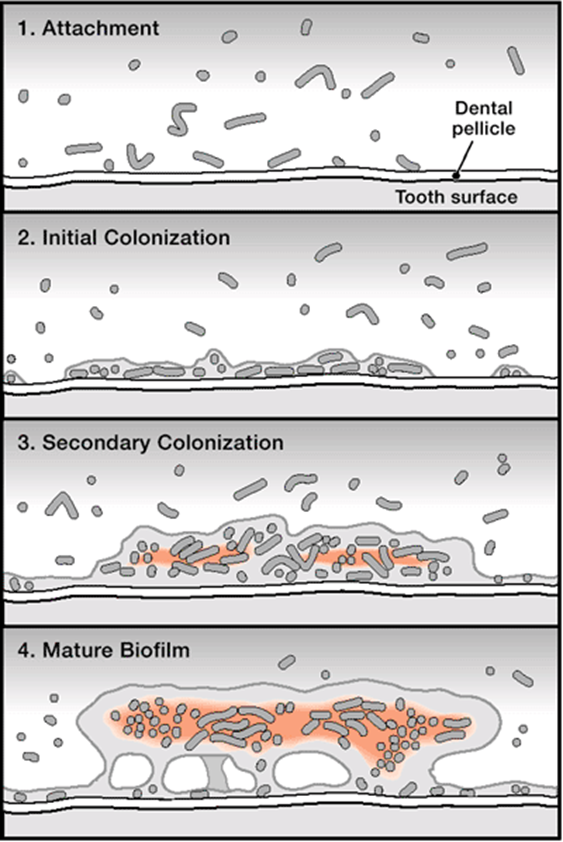 1. Attachment
Dental
pellicle
Tooth surface
2. Initial Colonization
3. Secondary Colonization
4. Mature Biofilm